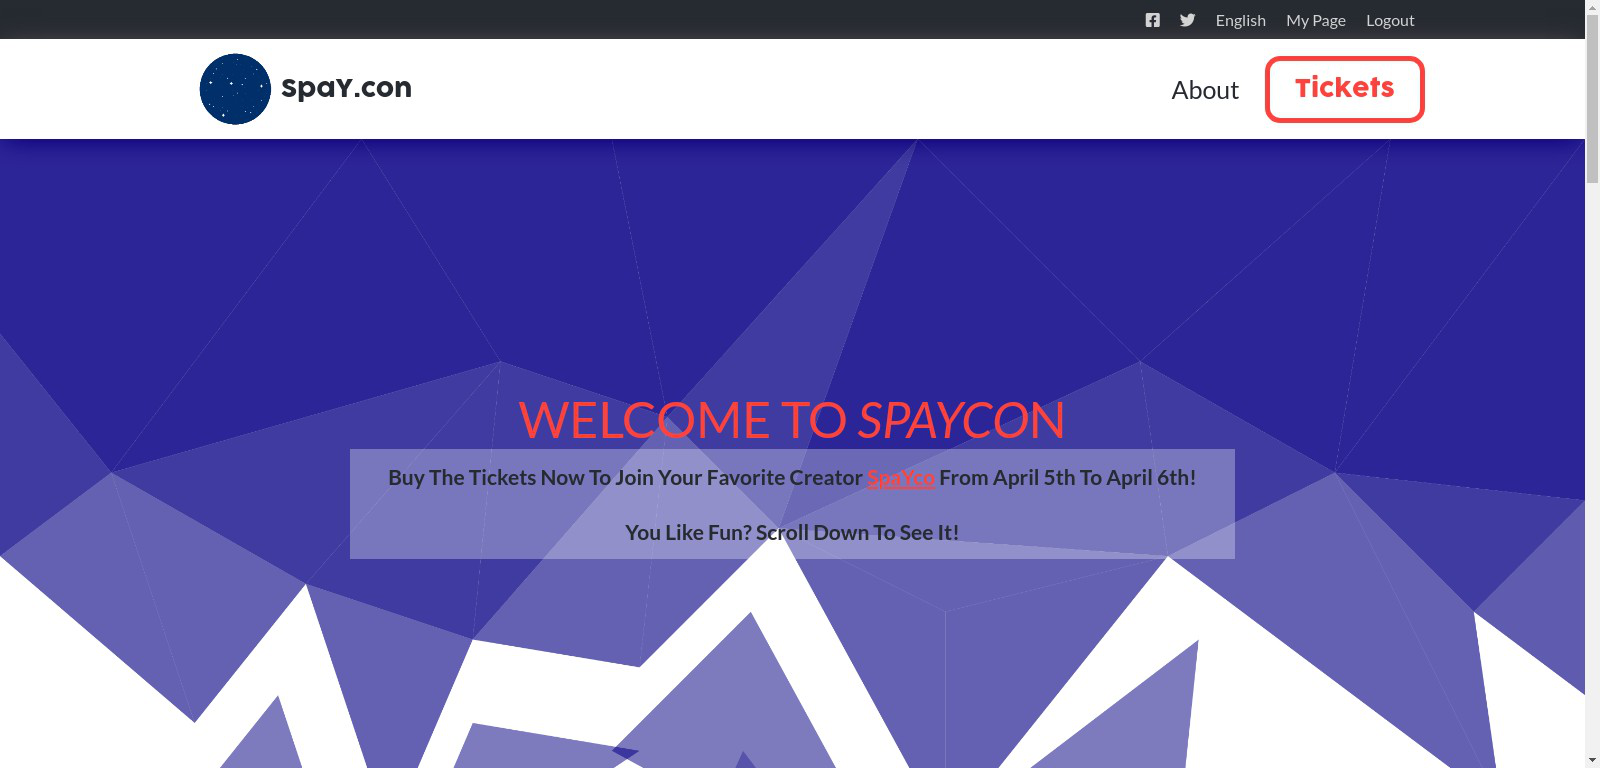 English My Page Logout
SpaY.con
About
Tickets
WELCOME TO SPAYCON
Buy The Tickets Now To Join Your Favorite Creator SpaYco From April 5th To April 6th!
You Like Fun? Scroll Down To See It!